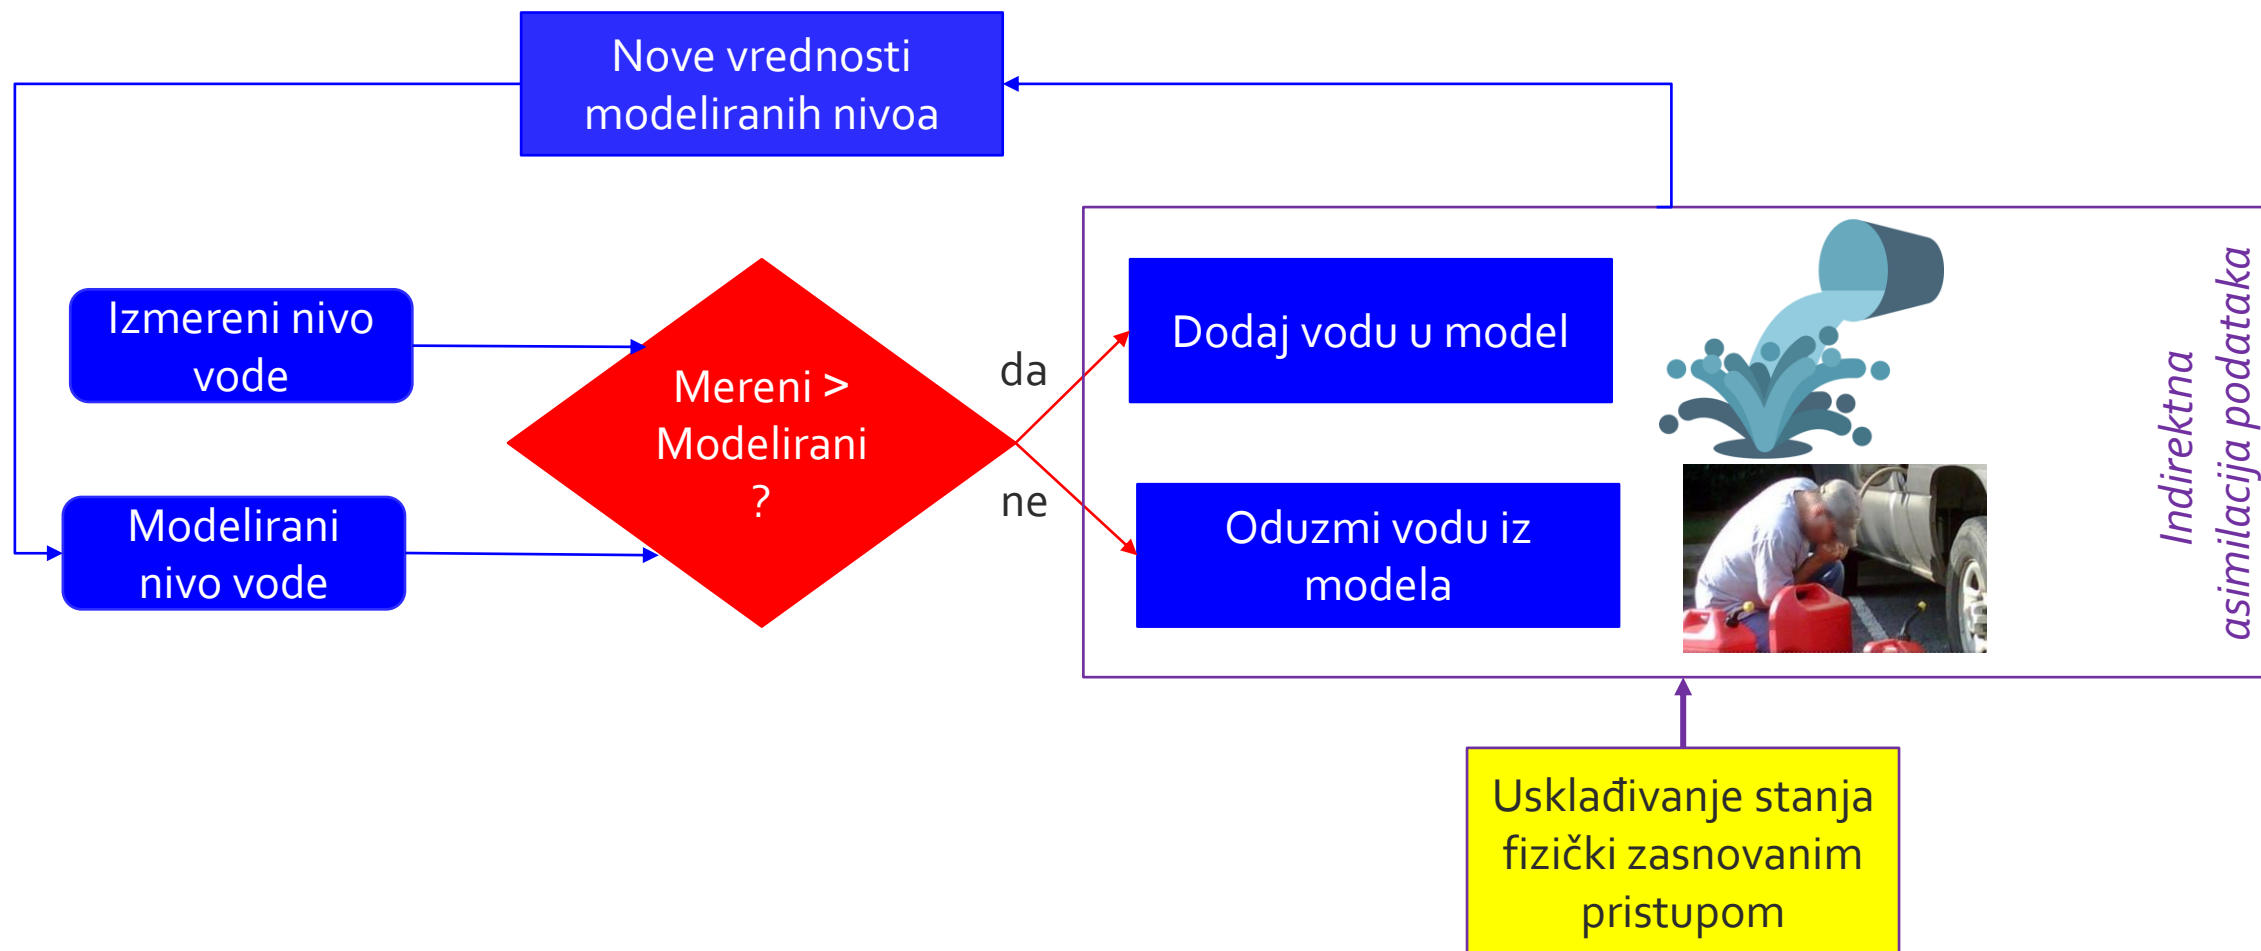 Nove vrednosti
modeliranih nivoa
Izmereni nivo
vode
Modelirani
nivo vode
Mereni >
Modelirani
?
da
ne
Dodaj vodu u model
Oduzmi vodu iz
modela
Indirektna
asimilacija podataka
Usklađivanje stanja
fizički zasnovanim
pristupom